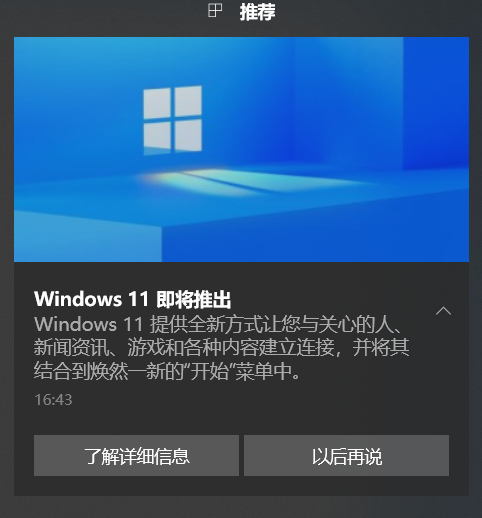 推荐
Windows 11 即将推出
Windows 11 提供全新方式让您与关心的人、
新闻资讯、游戏和各种内容建立连接，并将其
结合到焕然一新的“开始”菜单中。
16:43
了解详细信息
以后再说